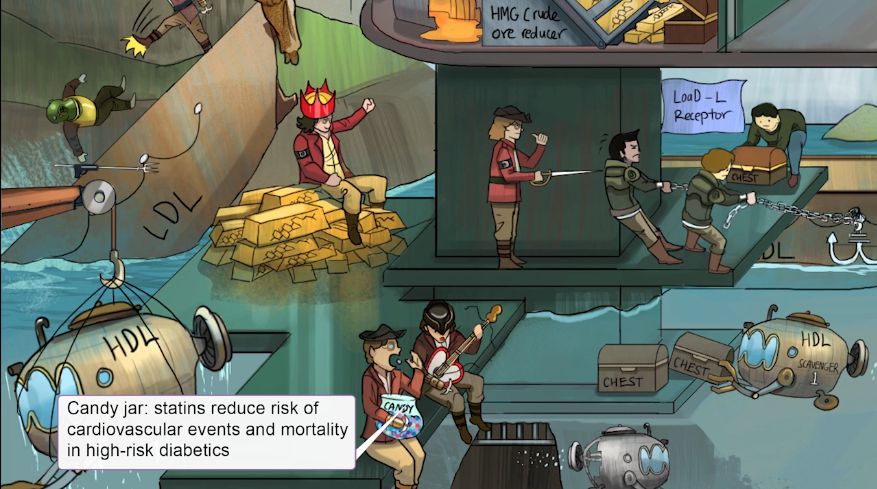 HMG Crude
ore reducer
LoaD-L
Receptor
CHEST
LDL
DL
HDL
HDL
SCAVENGER
1
CHEST
CHEST
CANDY
Candy jar: statins reduce risk of
cardiovascular events and mortality
in high-risk diabetics